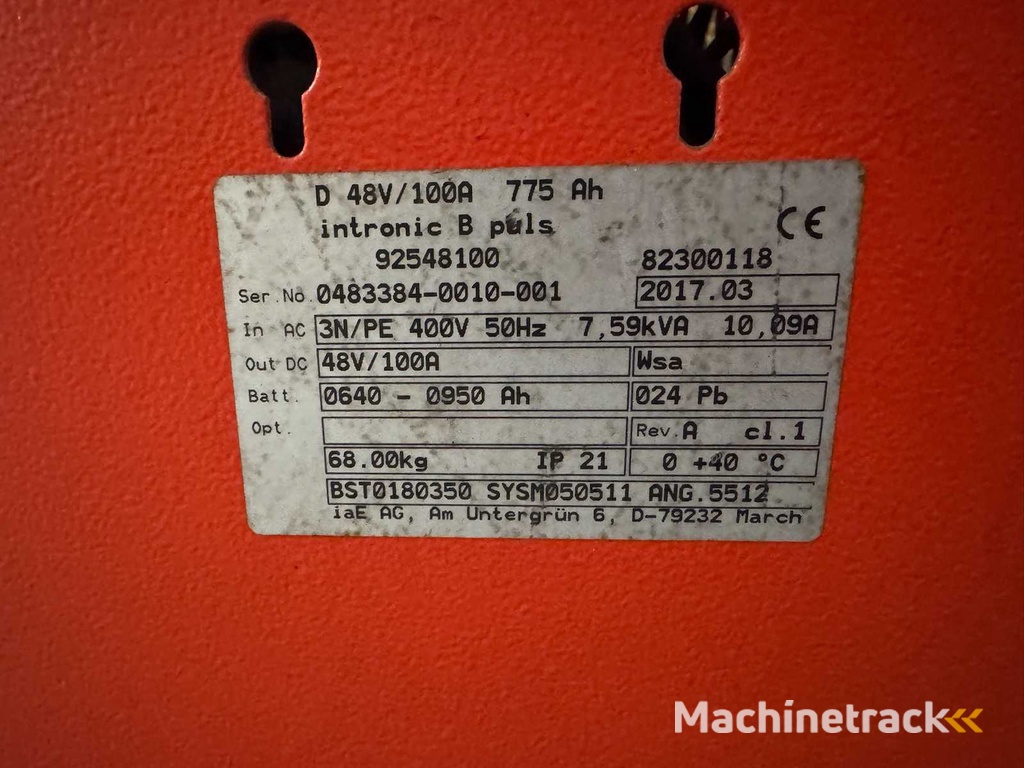 D 48V/100A 775 Ah
intronic B puls CE
92548100 82300118
Ser.No. 0483384-0010-001 2017.03
In AC 3N/PE 400V 50Hz 7,59kVA 10,09A
Out DC 48V/100A Wsa
Batt. 0640 - 0950 Ah 024 Pb
Opt. Rev.A cl.1
68.00kg IP 21 0 +40 °C
BST0180350 SYSM050511 ANG.5512
iaE AG, Am Untergrün 6, D-79232 March
Machinetrack